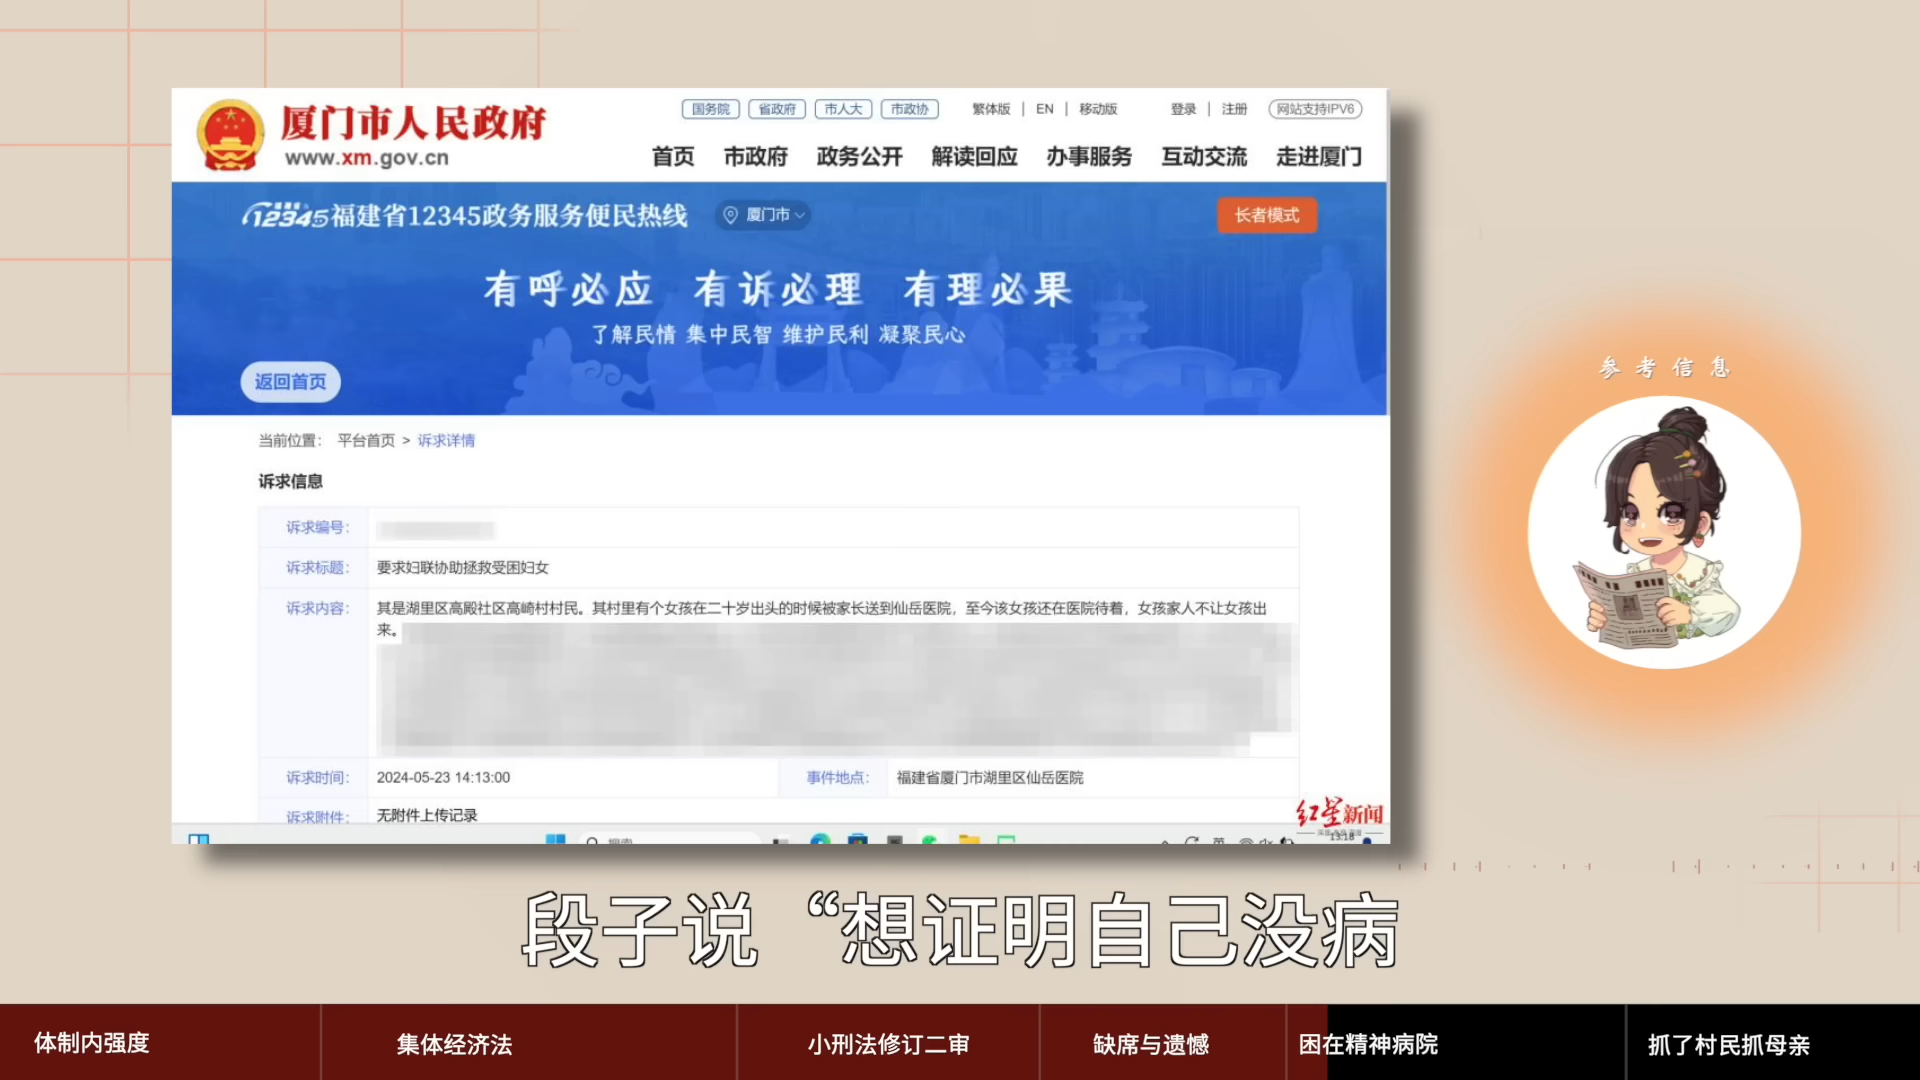 厦门市人民政府
www.xm.gov.cn
国务院 省政府 市人大 市政协 繁体版 | EN | 移动版 登录 | 注册 网站支持IPV6
首页 市政府 政务公开 解读回应 办事服务 互动交流 走进厦门
12345福建省12345政务服务便民热线 厦门市 长者模式
有呼必应 有诉必理 有理必果
了解民情 集中民智 维护民利 凝聚民心
返回首页
当前位置： 平台首页 > 诉求详情
诉求信息
诉求编号：
诉求标题： 要求妇联协助拯救受困妇女
诉求内容： 其是湖里区高殿社区高崎村村民。其村里有个女孩在二十岁出头的时候被家长送到仙岳医院，至今该女孩还在医院待着，女孩家人不让女孩出
来。
诉求时间： 2024-05-23 14:13:00 事件地点： 福建省厦门市湖里区仙岳医院
诉求附件： 无附件上传记录
红星新闻
13:18
参考信息
段子说 “想证明自己没病
体制内强度 集体经济法 小刑法修订二审 缺席与遗憾 困在精神病院 抓了村民抓母亲